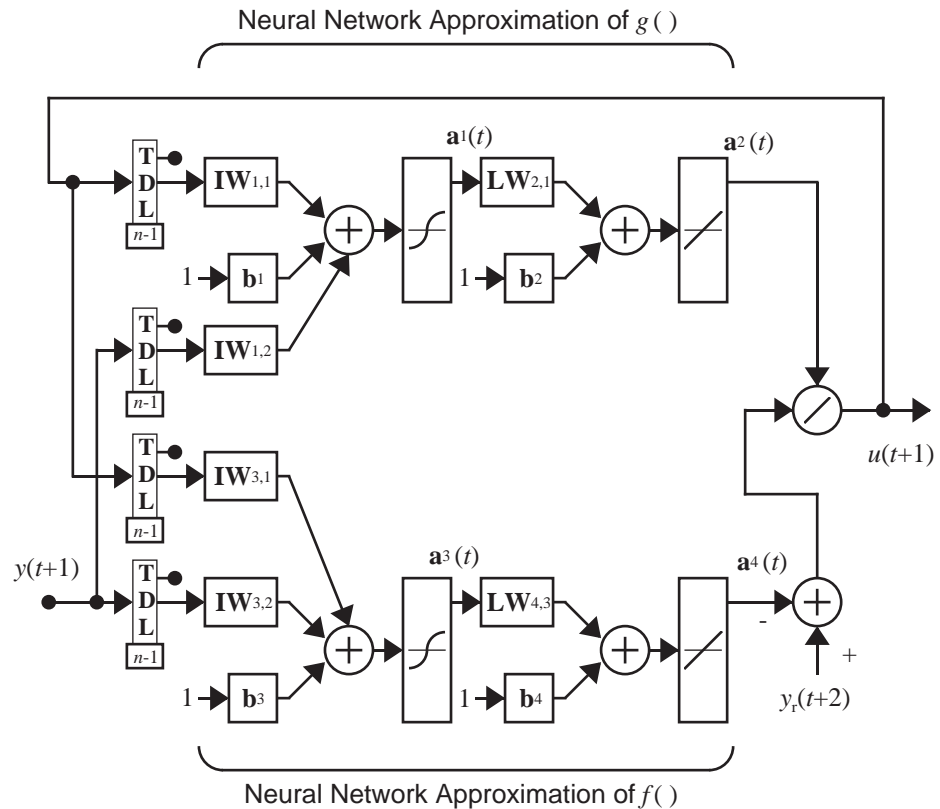 Neural Network Approximation of g ( )
a1(t)
a2(t)
T
D
L
n-1
IW1,1
LW2,1
1
b1
1
b2
T
D
L
n-1
IW1,2
u(t+1)
T
D
L
n-1
IW3,1
y(t+1)
a3(t)
a4(t)
T
D
L
n-1
IW3,2
LW4,3
-
+
1
b3
1
b4
yr(t+2)
Neural Network Approximation of f ( )